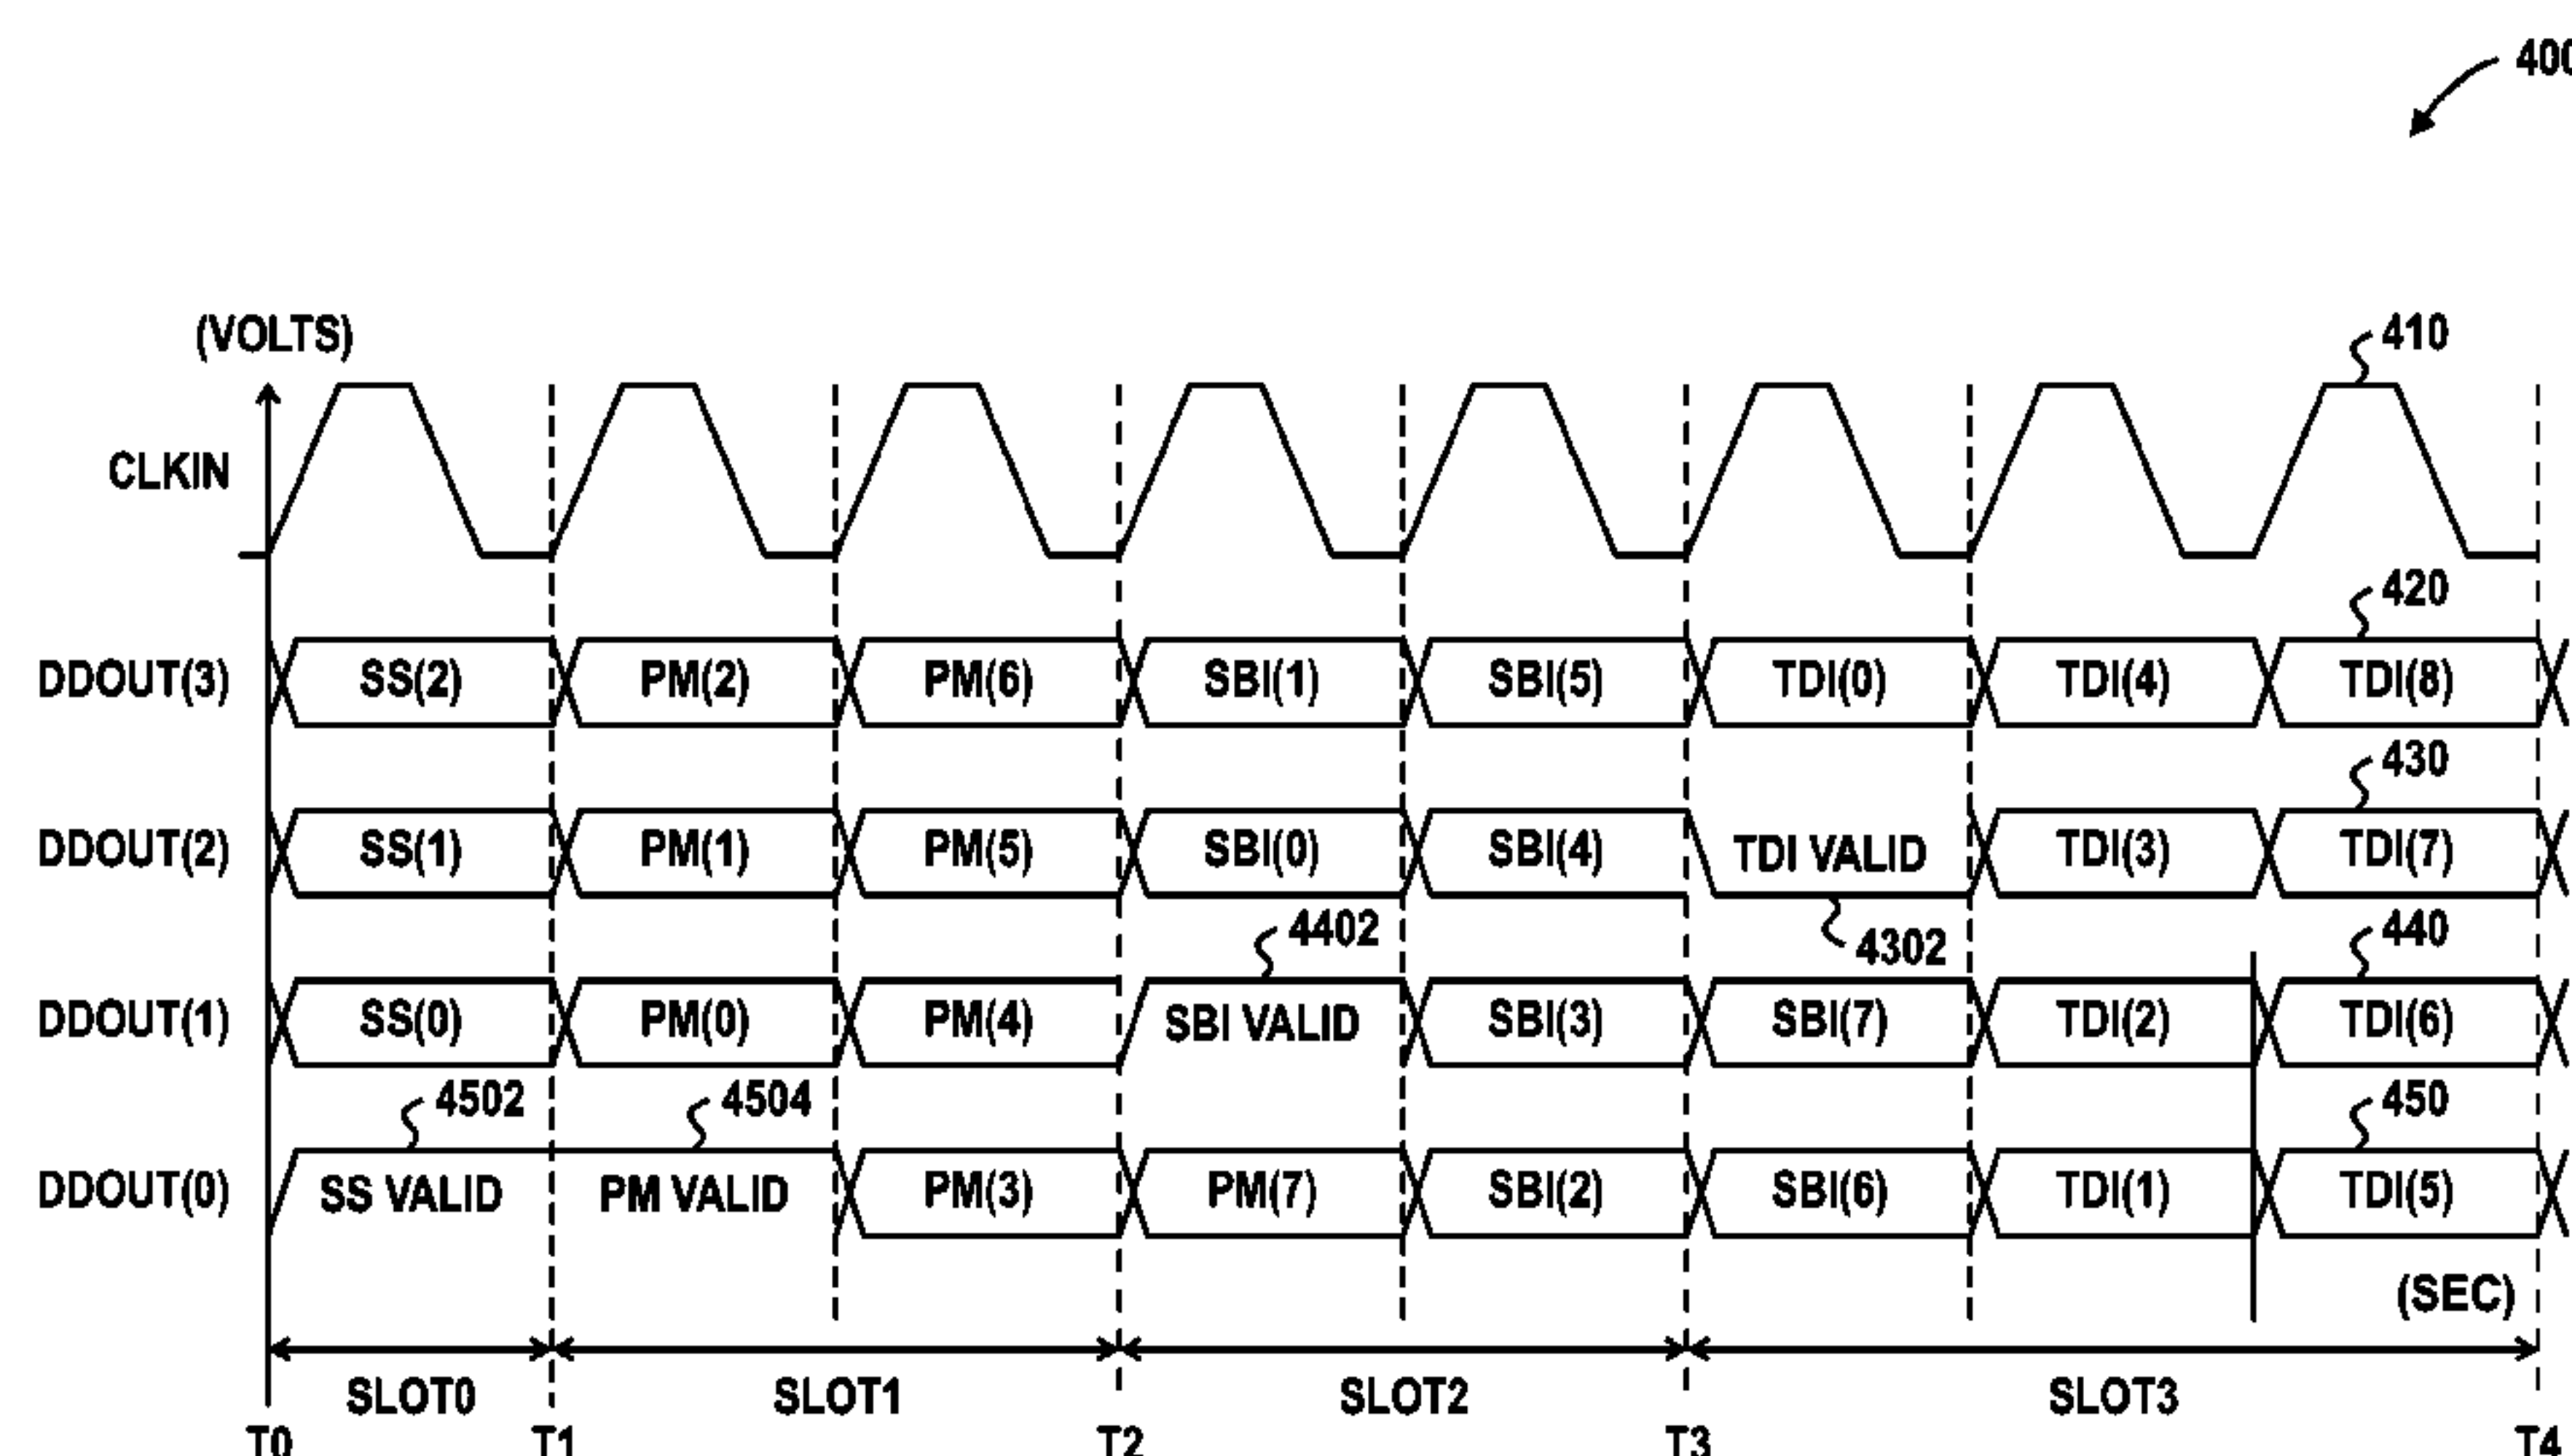 400
(VOLTS)
410
CLKIN
420
DDOUT(3) SS(2) PM(2) PM(6) SBI(1) SBI(5) TDI(0) TDI(4) TDI(8)
430
DDOUT(2) SS(1) PM(1) PM(5) SBI(0) SBI(4) TDI VALID TDI(3) TDI(7)
4402 4302 440
DDOUT(1) SS(0) PM(0) PM(4) SBI VALID SBI(3) SBI(7) TDI(2) TDI(6)
4502 4504 450
DDOUT(0) SS VALID PM VALID PM(3) PM(7) SBI(2) SBI(6) TDI(1) TDI(5)
(SEC)
SLOT0 SLOT1 SLOT2 SLOT3
T0 T1 T2 T3 T4